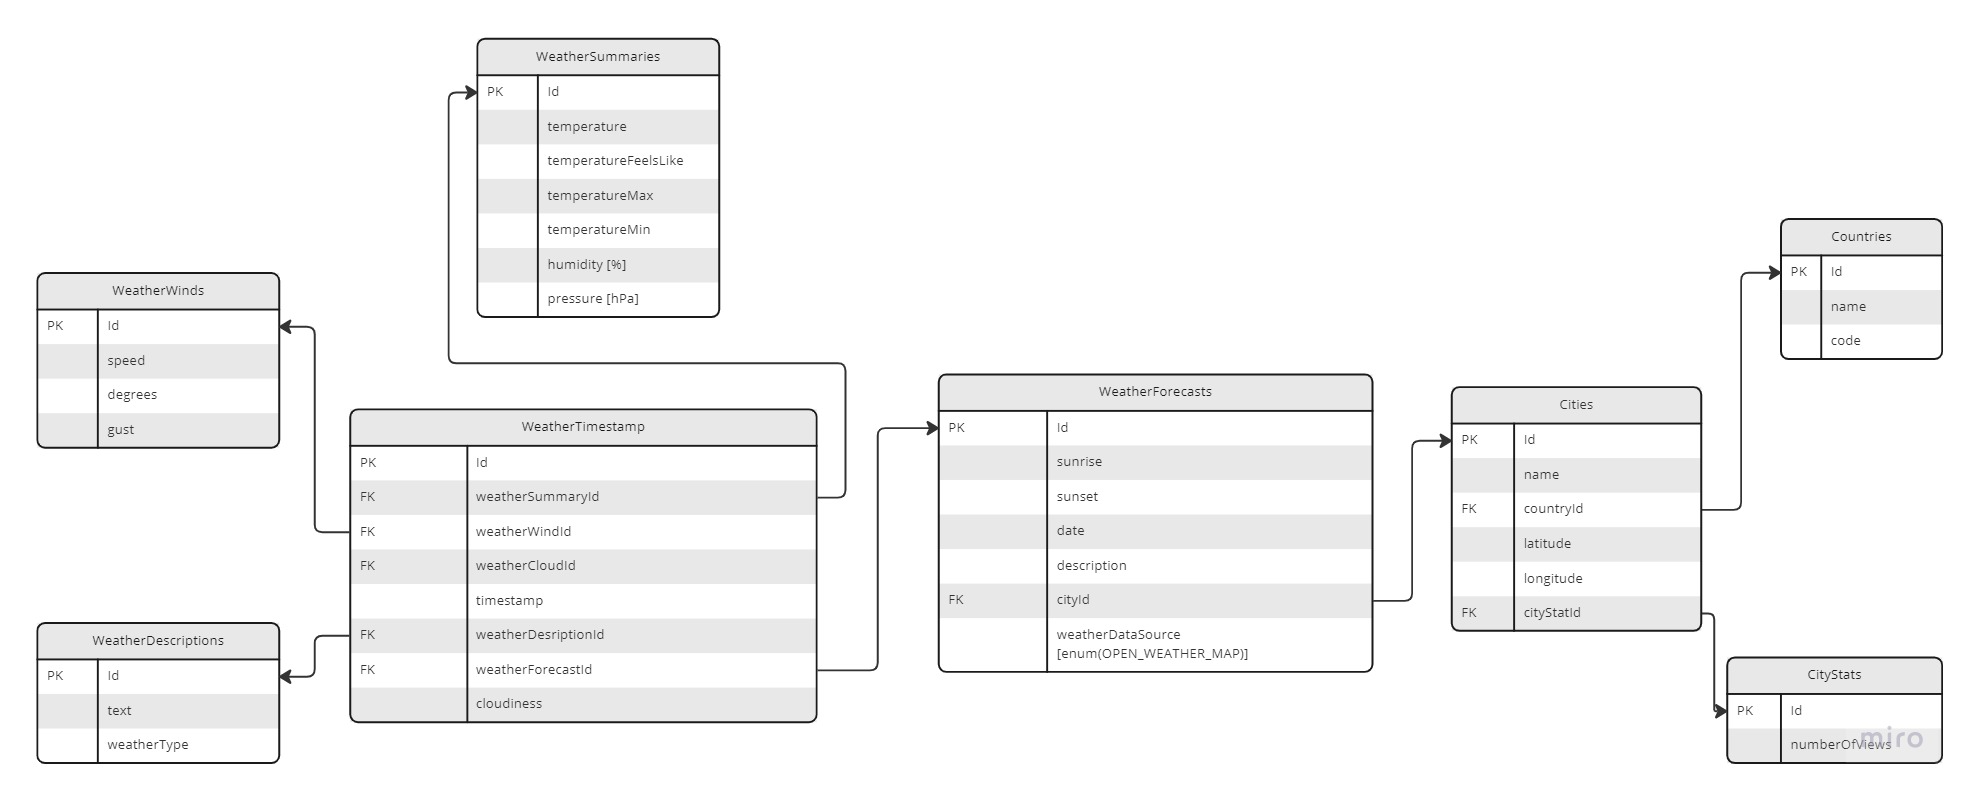 WeatherSummaries
PK Id
temperature
temperatureFeelsLike
temperatureMax
temperatureMin
humidity [%]
pressure [hPa]
WeatherWinds
PK Id
speed
degrees
gust
WeatherDescriptions
PK Id
text
weatherType
WeatherTimestamp
PK Id
FK weatherSummaryId
FK weatherWindId
FK weatherCloudId
timestamp
FK weatherDesriptionId
FK weatherForecastId
cloudiness
WeatherForecasts
PK Id
sunrise
sunset
date
description
FK cityId
weatherDataSource
[enum(OPEN_WEATHER_MAP)]
Cities
PK Id
name
FK countryId
latitude
longitude
FK cityStatId
Countries
PK Id
name
code
CityStats
PK Id
numberOfViews
miro